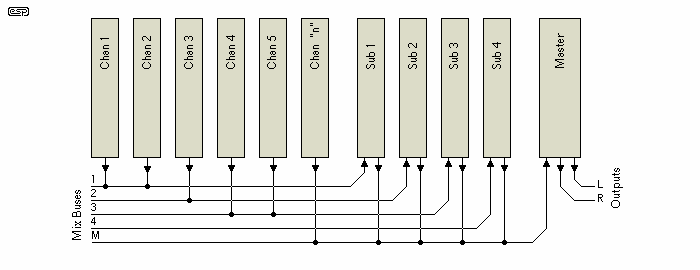 ESP
Chan 1
Chan 2
Chan 3
Chan 4
Chan 5
Chan "n"
Sub 1
Sub 2
Sub 3
Sub 4
Master
Mix Buses
1
2
3
4
M
L
R
Outputs